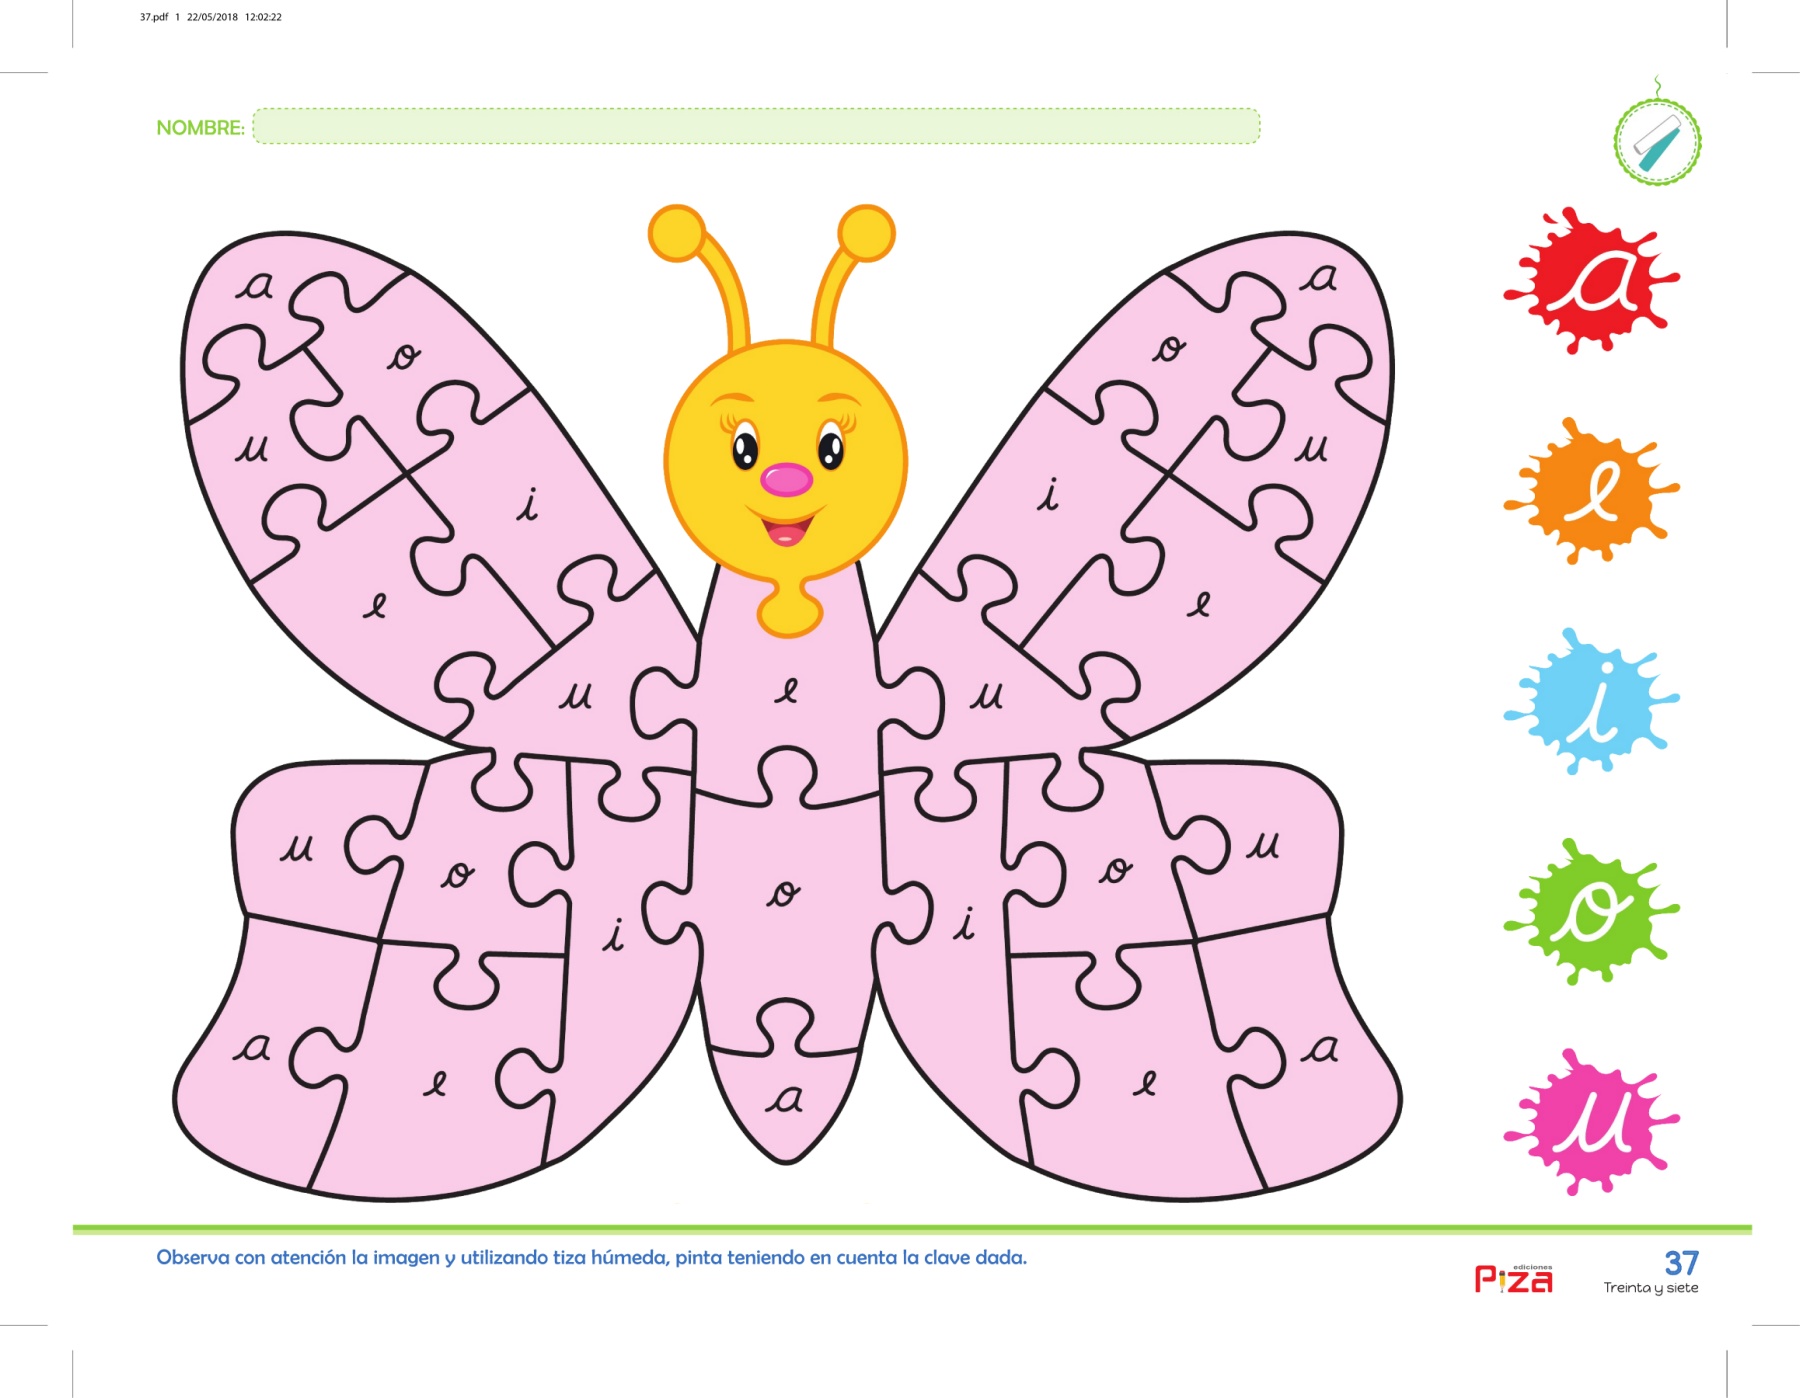 37.pdf 1 22/05/2018 12:02:22
NOMBRE:
a a a
o o
e
u u
i i
i
e e
o
u e u
u o o u
u
o
i i
a a
e e
a
Observa con atención la imagen y utilizando tiza húmeda, pinta teniendo en cuenta la clave dada.
ediciones
Piza
37
Treinta y siete